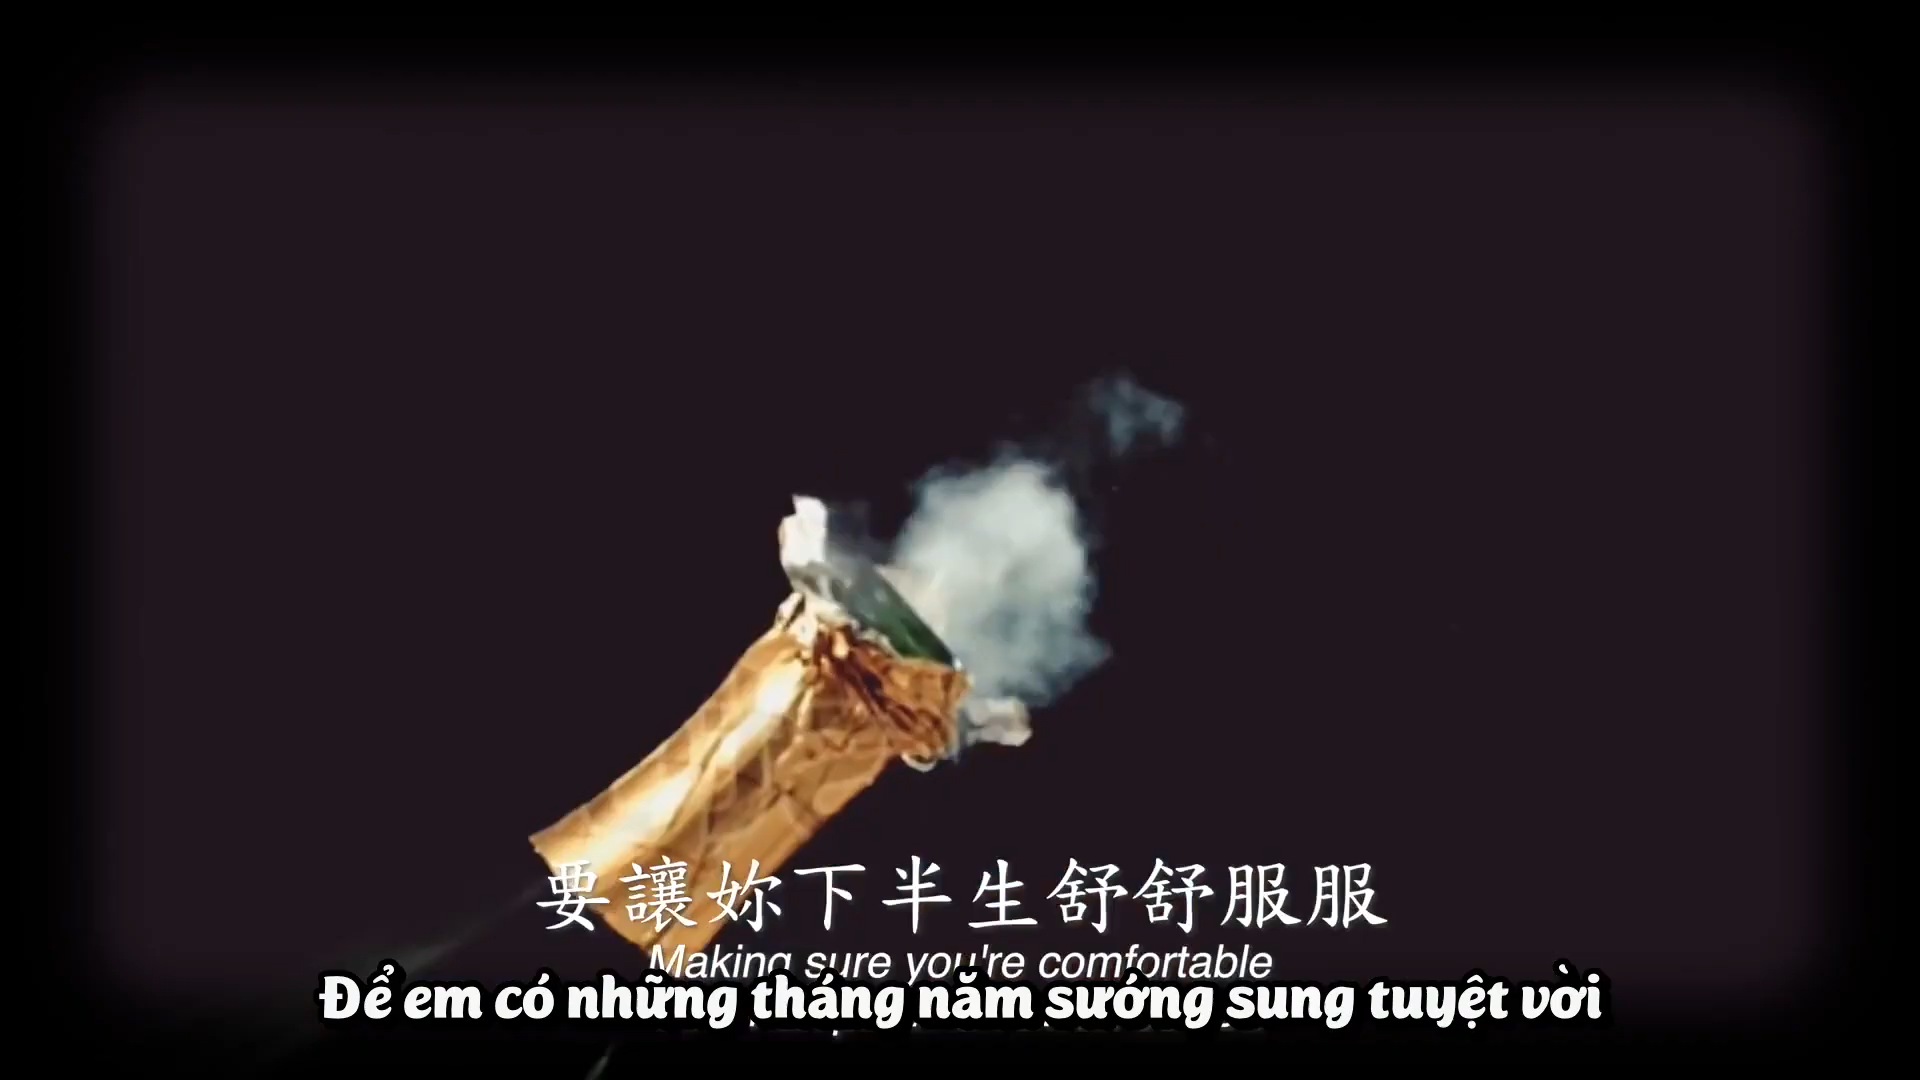 要讓妳下半生舒舒服服
Making sure you're comfortable
Để em có những tháng năm sướng sung tuyệt vời